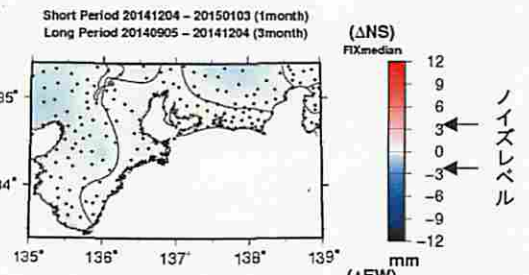 Short Period 20141204 - 20150103 (1month)
Long Period 20140905 - 20141204 (3month)
(ΔNS)
FIXmedian
12
9
6
3
0
-3
-6
-9
-12
mm
ノイズレベル
35°
34°
135°
136°
137°
138°
139°
(ΔEW)